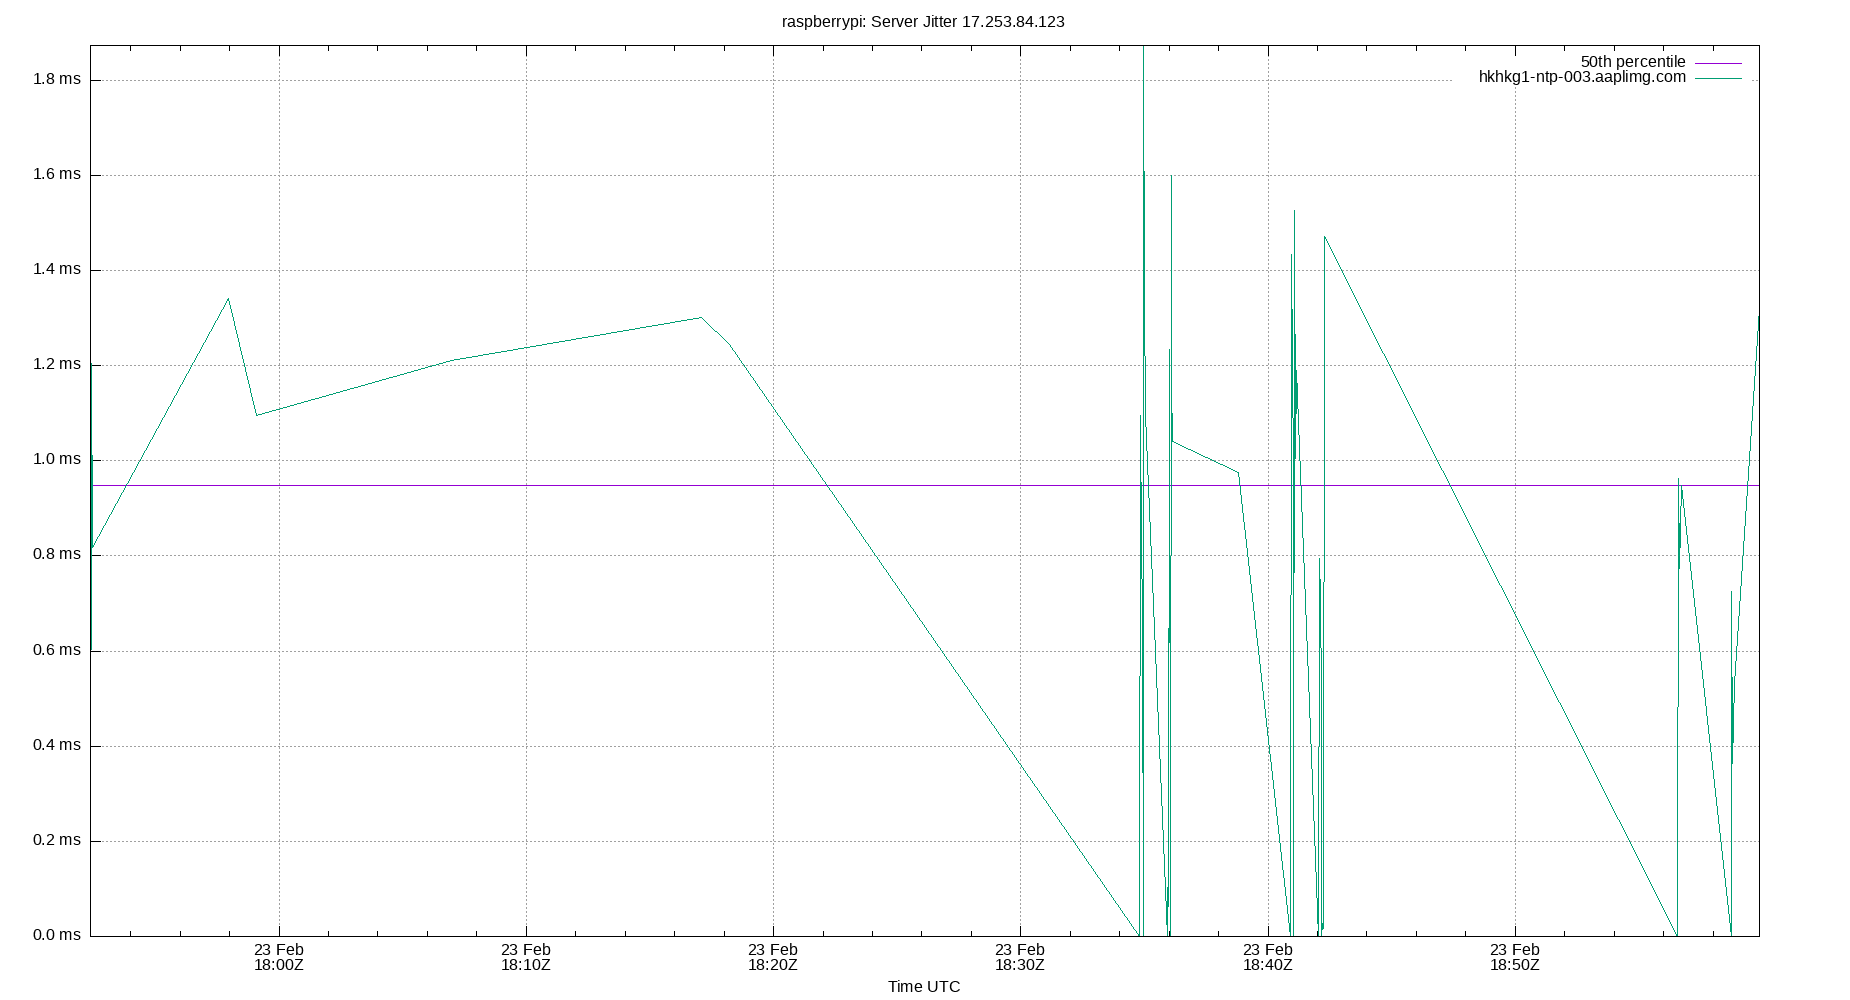 raspberrypi: Server Jitter 17.253.84.123
50th percentile
hkhkg1-ntp-003.aaplimg.com
1.8 ms
1.6 ms
1.4 ms
1.2 ms
1.0 ms
0.8 ms
0.6 ms
0.4 ms
0.2 ms
0.0 ms
23 Feb 23 Feb 23 Feb 23 Feb 23 Feb 23 Feb
18:00Z 18:10Z 18:20Z 18:30Z 18:40Z 18:50Z
Time UTC